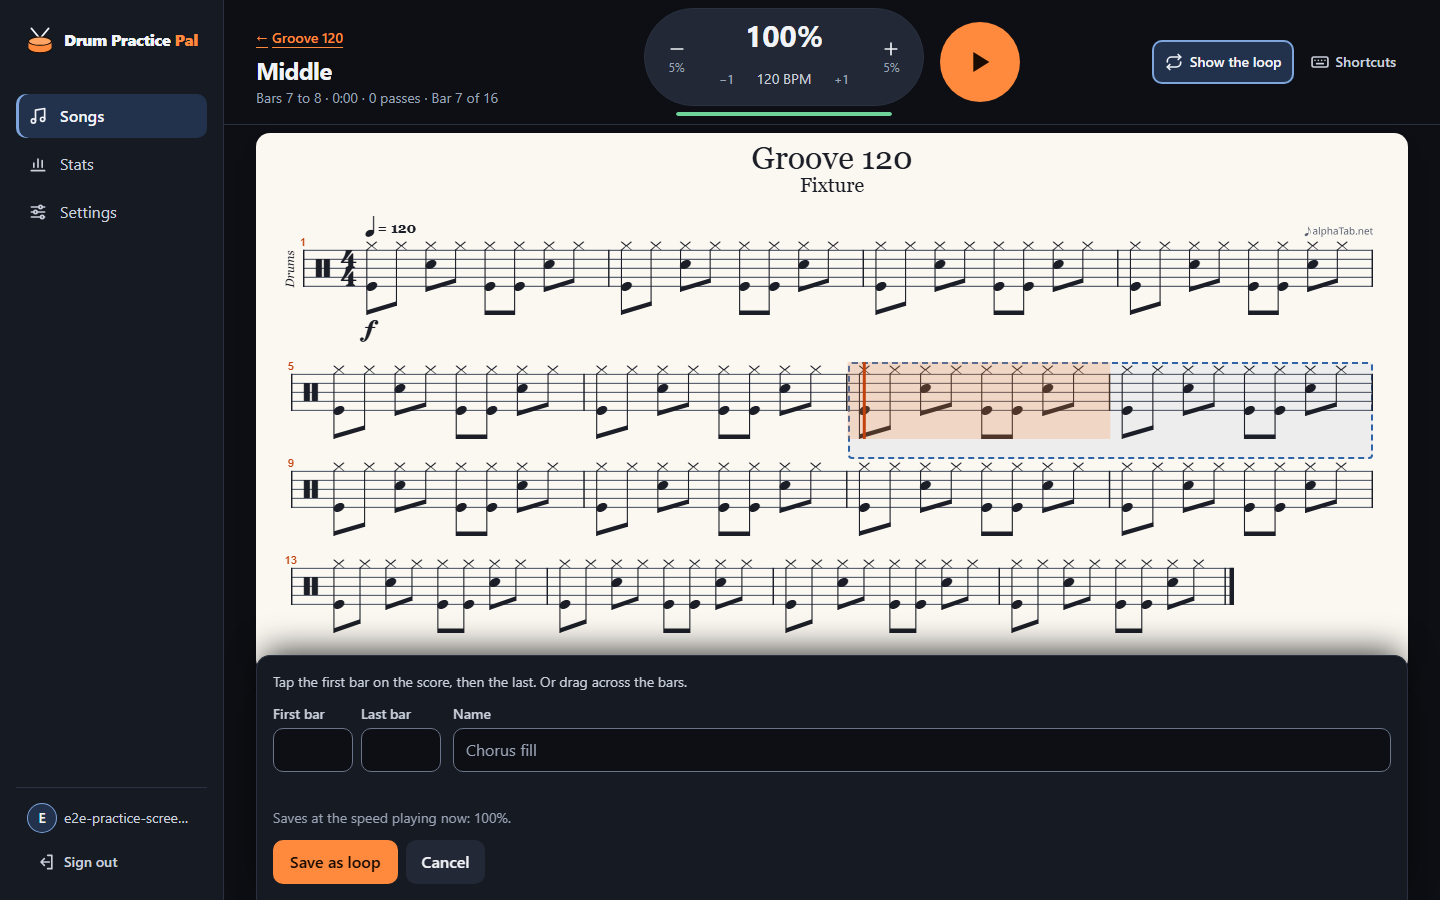 Drum Practice Pal
Songs
Stats
Settings
E e2e-practice-scree...
Sign out
← Groove 120
Middle
Bars 7 to 8 · 0:00 · 0 passes · Bar 7 of 16
− 100% +
5% −1 120 BPM +1 5%
Show the loop
Shortcuts
Groove 120
Fixture
= 120
alphaTab.net
1
Drums
4
4
f
5
9
13
Tap the first bar on the score, then the last. Or drag across the bars.
First bar Last bar Name
Chorus fill
Saves at the speed playing now: 100%.
Save as loop Cancel